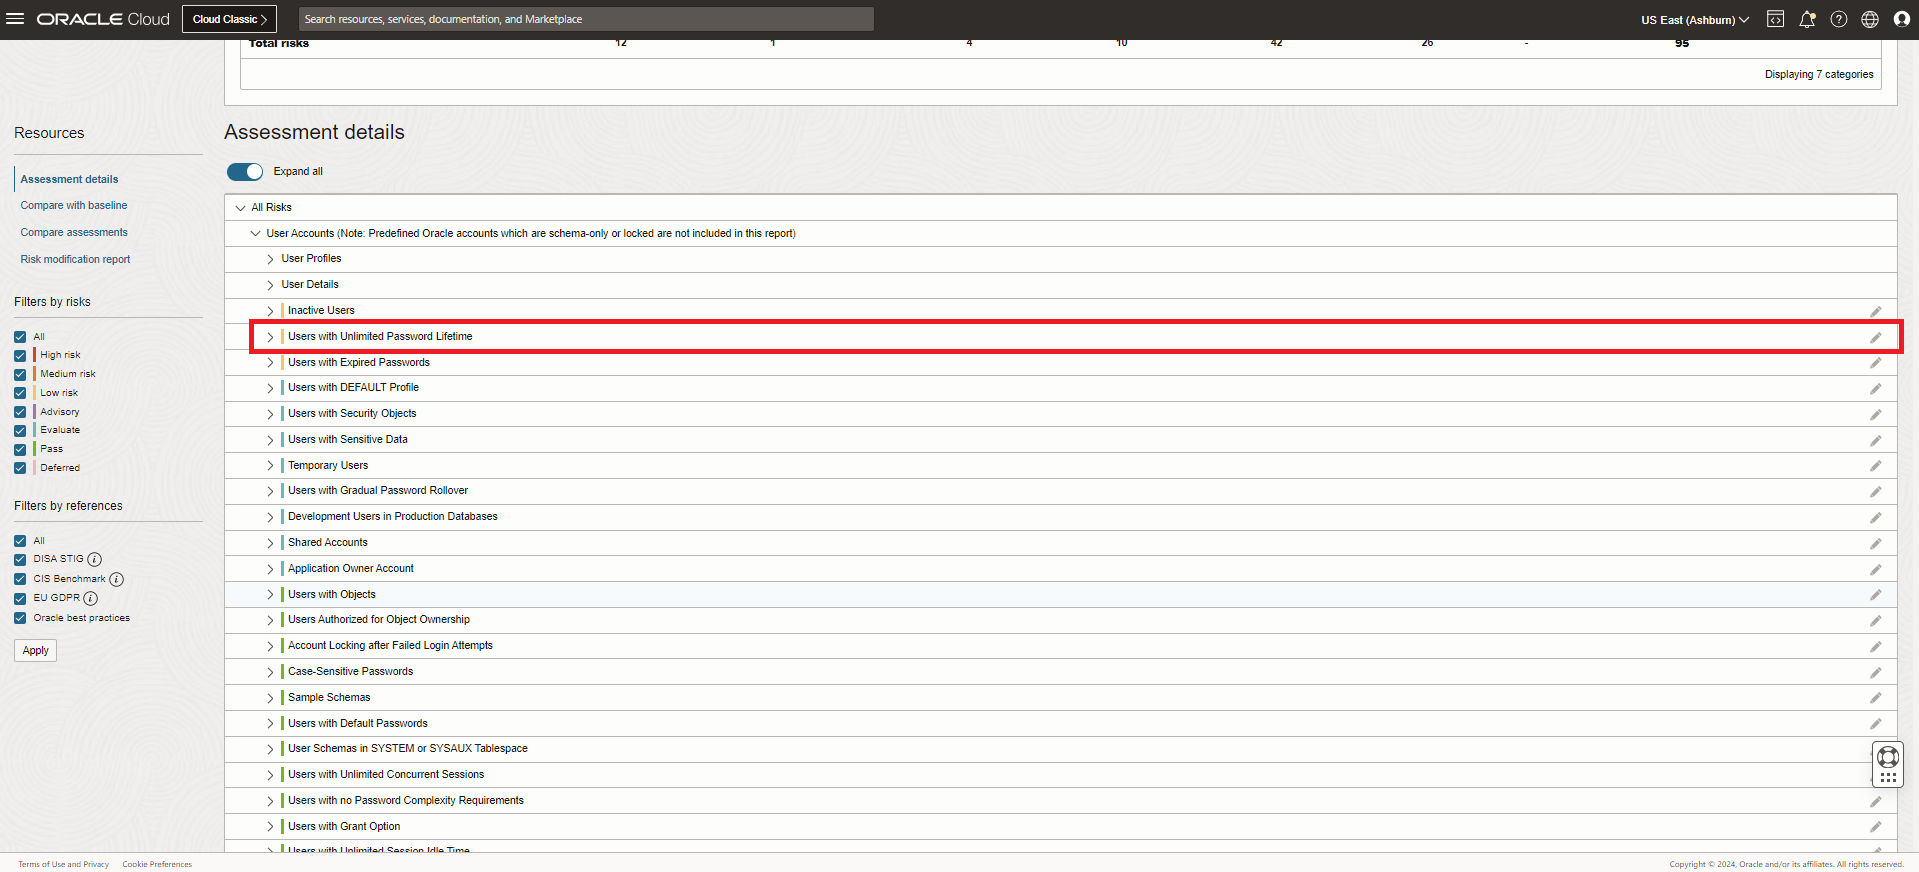 ORACLE Cloud
Cloud Classic
Search resources, services, documentation, and Marketplace
US East (Ashburn)
Total risks 12 1 4 10 42 26 - 95
Displaying 7 categories
Resources
Assessment details
Compare with baseline
Compare assessments
Risk modification report
Filters by risks
All
High risk
Medium risk
Low risk
Advisory
Evaluate
Pass
Deferred
Filters by references
All
DISA STIG
CIS Benchmark
EU GDPR
Oracle best practices
Apply
Assessment details
Expand all
All Risks
User Accounts (Note: Predefined Oracle accounts which are schema-only or locked are not included in this report)
User Profiles
User Details
Inactive Users
Users with Unlimited Password Lifetime
Users with Expired Passwords
Users with DEFAULT Profile
Users with Security Objects
Users with Sensitive Data
Temporary Users
Users with Gradual Password Rollover
Development Users in Production Databases
Shared Accounts
Application Owner Account
Users with Objects
Users Authorized for Object Ownership
Account Locking after Failed Login Attempts
Case-Sensitive Passwords
Sample Schemas
Users with Default Passwords
User Schemas in SYSTEM or SYSAUX Tablespace
Users with Unlimited Concurrent Sessions
Users with no Password Complexity Requirements
Users with Grant Option
Users with Unlimited Session Idle Time
Terms of Use and Privacy
Cookie Preferences
Copyright © 2024, Oracle and/or its affiliates. All rights reserved.